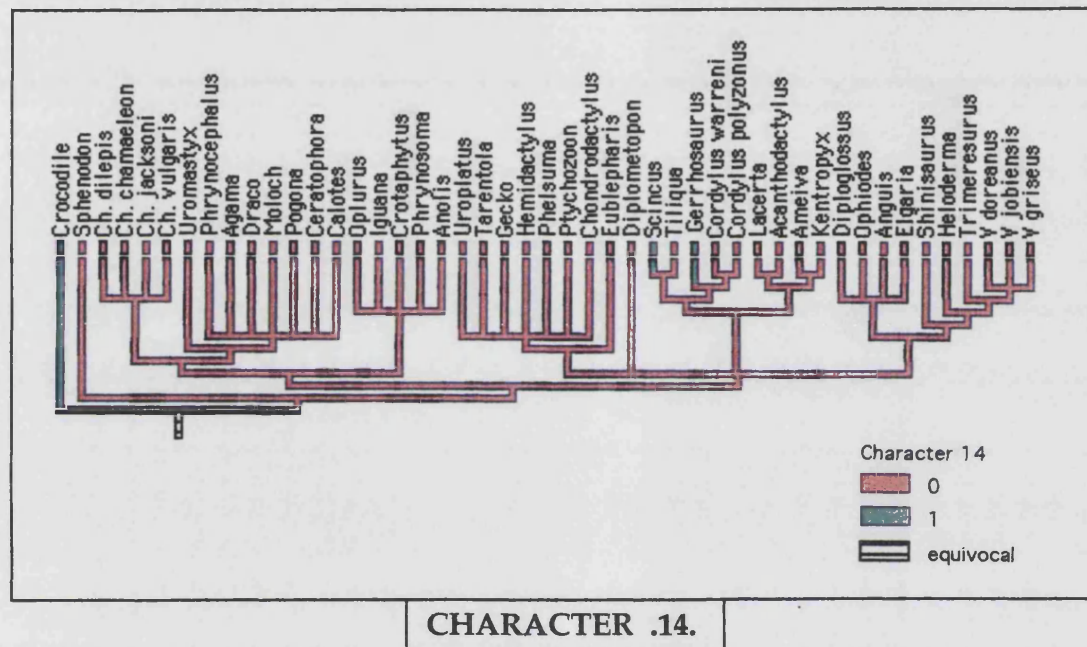 Crocodile
Sphenodon
Ch. dilepis
Ch. chamaeleon
Ch. jacksoni
Ch. vulgaris
Uromastyx
Phrynocephalus
Agama
Draco
Moloch
Pogona
Ceratophora
Calotes
Oplurus
Iguana
Crotaphytus
Phrynosoma
Anolis
Uroplatus
Tarentola
Gecko
Hemidactylus
Phelsuma
Ptychozoon
Chondrodactylus
Eublepharis
Diplometopon
Scincus
Tiliqua
Gerrhosaurus
Cordylus warreni
Cordylus polyzonus
Lacerta
Acanthodactylus
Ameiva
Kentropyx
Diploglossus
Ophiodes
Anguis
Elgaria
Shinisaurus
Heloderma
Trimeresurus
V doreanus
V jobiensis
V griseus
Character 14
0
1
equivocal
CHARACTER .14.